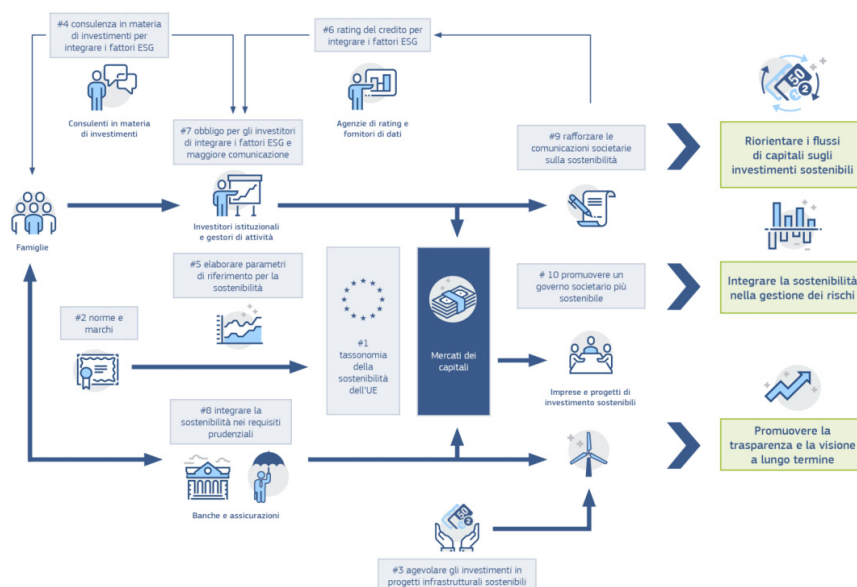 #4 consulenza in materia
di investimenti per
integrare i fattori ESG
Consulenti in materia
di investimenti
#6 rating del credito per
integrare i fattori ESG
Agenzie di rating e
fornitori di dati
#7 obbligo per gli investitori
di integrare i fattori ESG e
maggiore comunicazione
Investitori istituzionali
e gestori di attività
#9 rafforzare le
comunicazioni societarie
sulla sostenibilità
50
2
Riorientare i flussi
di capitali sugli
investimenti sostenibili
Famiglie
#5 elaborare parametri
di riferimento per la
sostenibilità
#2 norme e
marchi
#1
tassonomia
della
sostenibilità
dell'UE
Mercati dei
capitali
# 10 promuovere un
governo societario più
sostenibile
Imprese e progetti di
investimento sostenibili
Integrare la sostenibilità
nella gestione dei rischi
#8 integrare la
sostenibilità nei requisiti
prudenziali
Banche e assicurazioni
Promuovere la
trasparenza e la visione
a lungo termine
50
2
#3 agevolare gli investimenti in
progetti infrastrutturali sostenibili